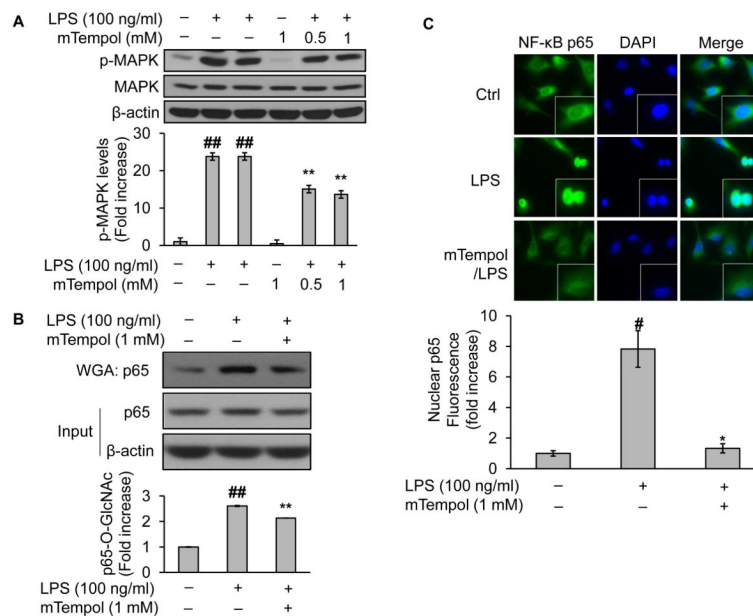 A
LPS (100 ng/ml) – + + – + +
mTempol (mM) 1 0.5 1
p-MAPK
MAPK
β-actin
p-MAPK levels
(Fold increase)
30
20
10
0
## ## ** **
LPS (100 ng/ml) – + + – + +
mTempol (mM) 1 0.5 1
B
LPS (100 ng/ml) – + +
mTempol (1 mM) – – +
WGA: p65
Input
p65
β-actin
p65-O-GlcNAc
(Fold increase)
3
2
1
0
## **
LPS (100 ng/ml) – + +
mTempol (1 mM) – – +
C
NF-κB p65 DAPI Merge
Ctrl
LPS
mTempol
/LPS
Nuclear p65
Fluorescence
(fold increase)
10
8
6
4
2
0
# *
LPS (100 ng/ml) – + +
mTempol (1 mM) – – +